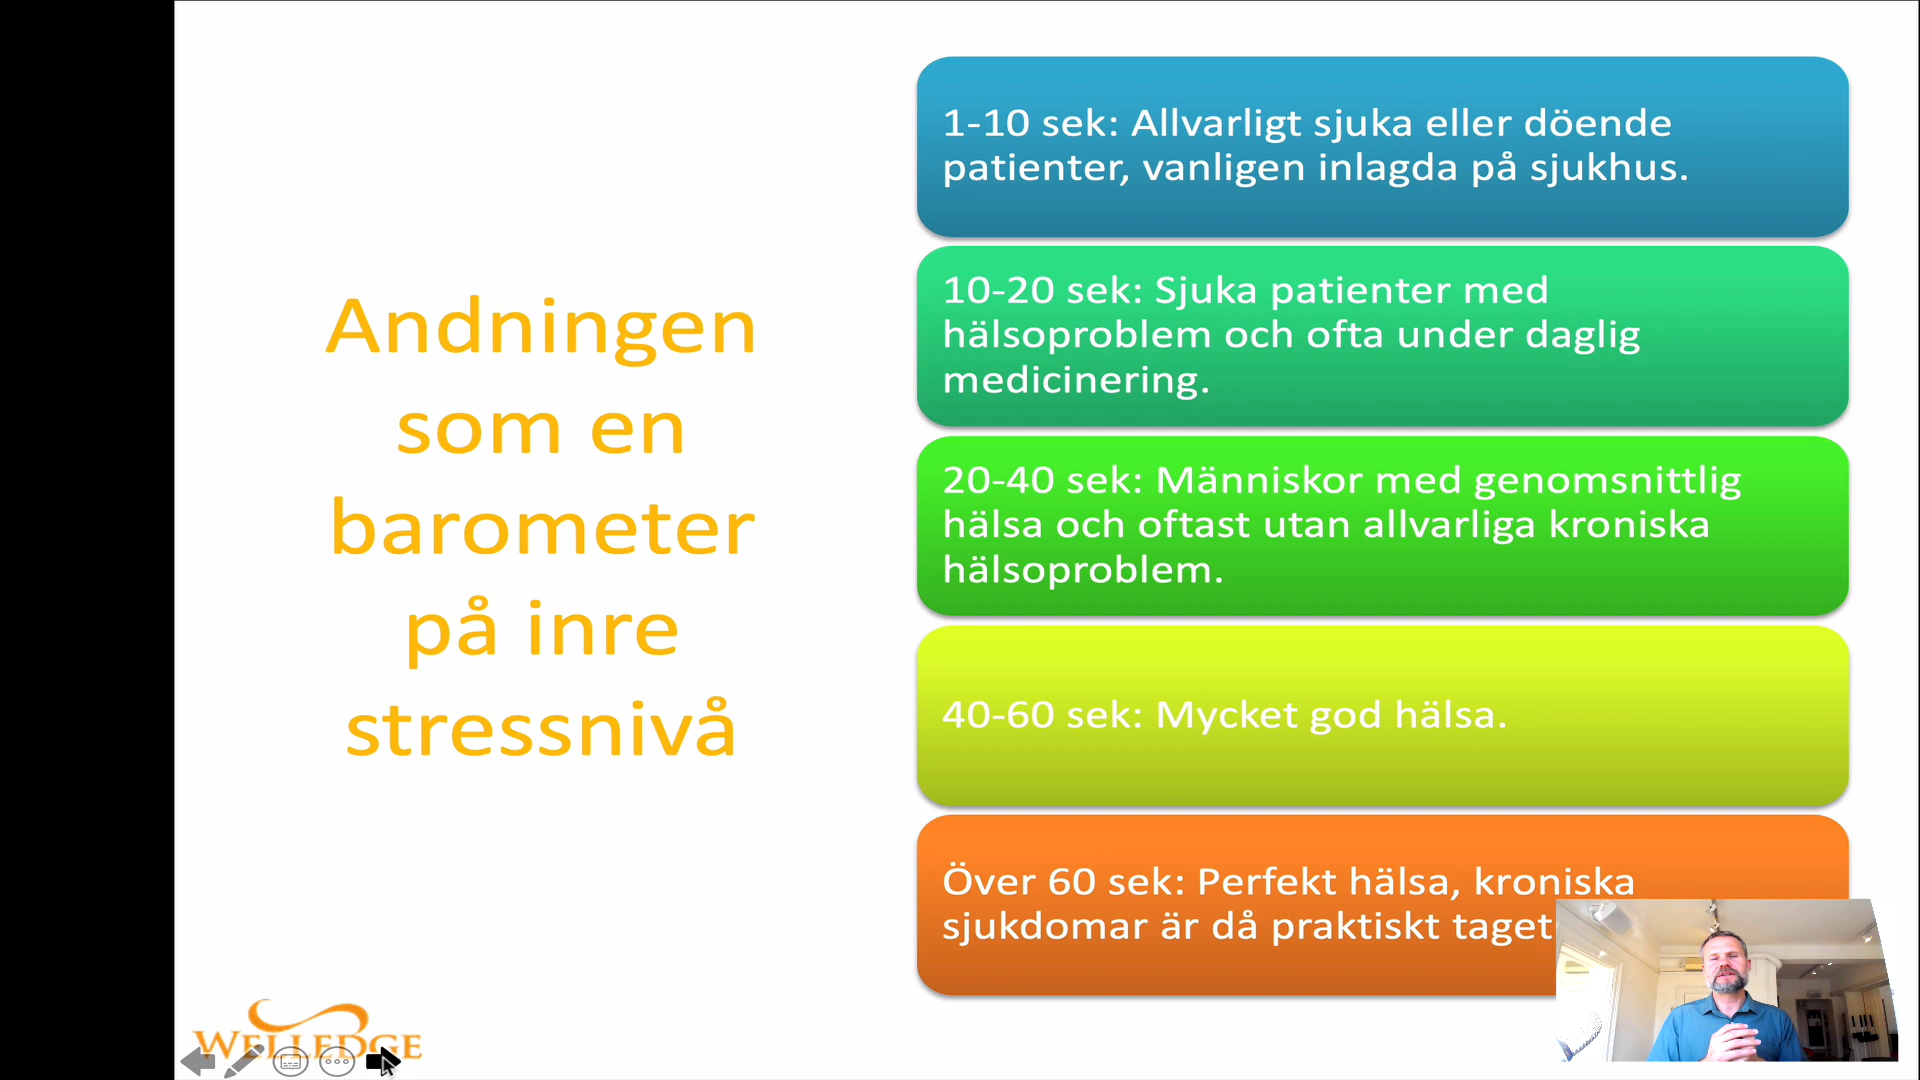 Andningen
som en
barometer
på inre
stressnivå
1-10 sek: Allvarligt sjuka eller döende
patienter, vanligen inlagda på sjukhus.
10-20 sek: Sjuka patienter med
hälsoproblem och ofta under daglig
medicinering.
20-40 sek: Människor med genomsnittlig
hälsa och oftast utan allvarliga kroniska
hälsoproblem.
40-60 sek: Mycket god hälsa.
Över 60 sek: Perfekt hälsa, kroniska
sjukdomar är då praktiskt taget
WELLEDGE